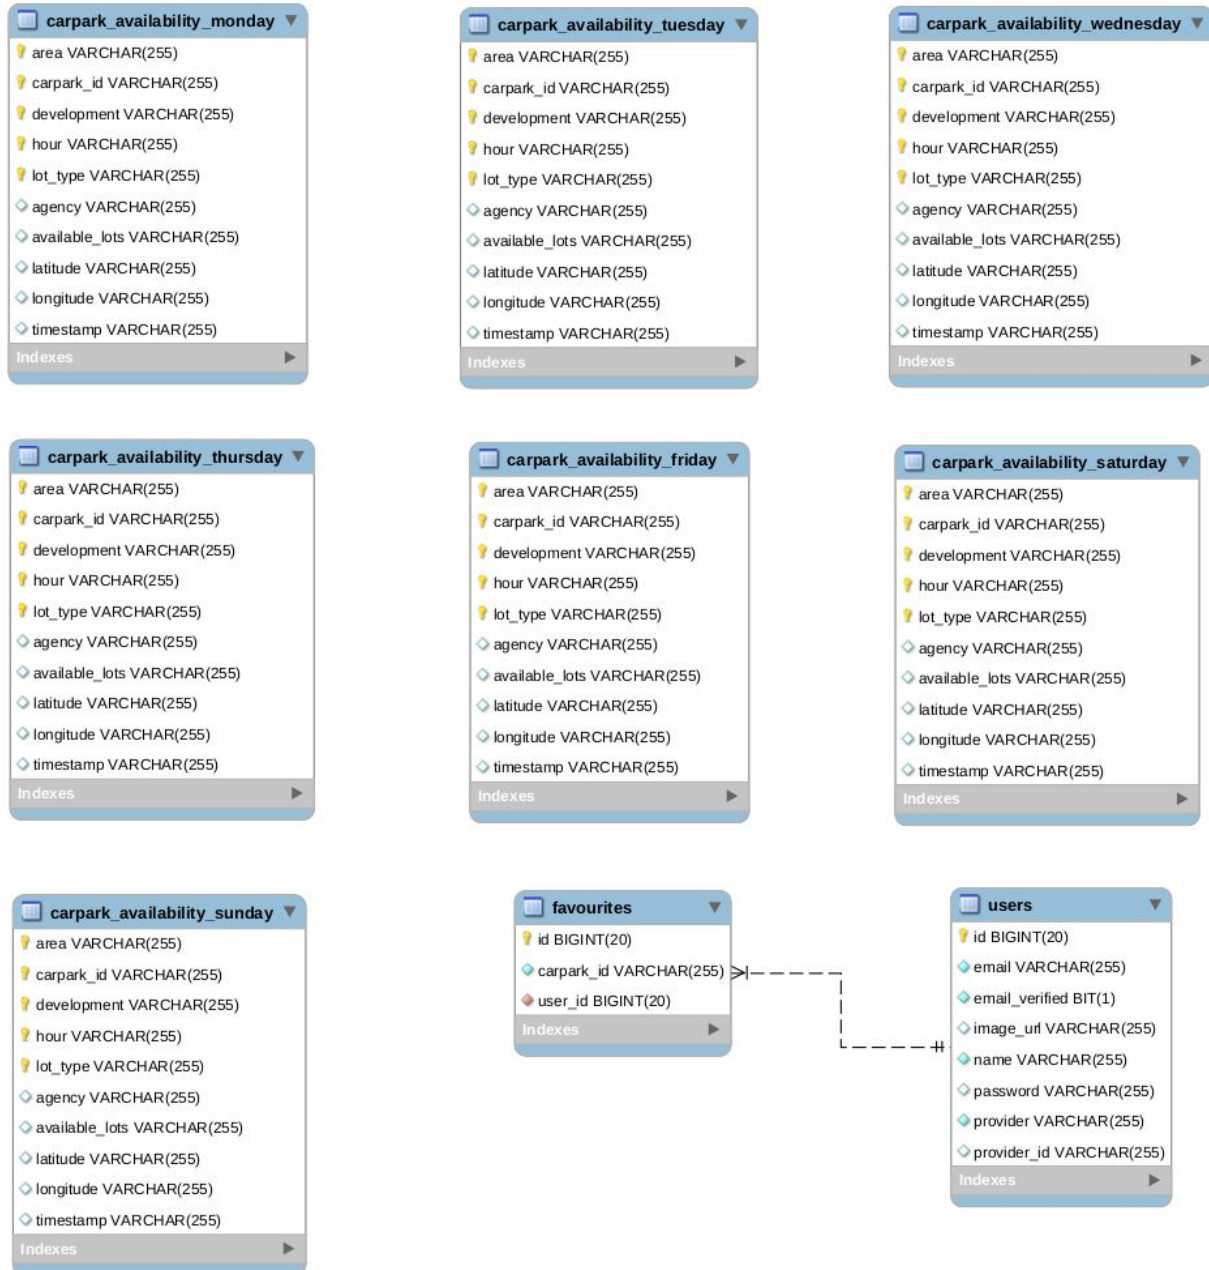 carpark_availability_monday
area VARCHAR(255)
carpark_id VARCHAR(255)
development VARCHAR(255)
hour VARCHAR(255)
lot_type VARCHAR(255)
agency VARCHAR(255)
available_lots VARCHAR(255)
latitude VARCHAR(255)
longitude VARCHAR(255)
timestamp VARCHAR(255)
Indexes
carpark_availability_tuesday
area VARCHAR(255)
carpark_id VARCHAR(255)
development VARCHAR(255)
hour VARCHAR(255)
lot_type VARCHAR(255)
agency VARCHAR(255)
available_lots VARCHAR(255)
latitude VARCHAR(255)
longitude VARCHAR(255)
timestamp VARCHAR(255)
Indexes
carpark_availability_wednesday
area VARCHAR(255)
carpark_id VARCHAR(255)
development VARCHAR(255)
hour VARCHAR(255)
lot_type VARCHAR(255)
agency VARCHAR(255)
available_lots VARCHAR(255)
latitude VARCHAR(255)
longitude VARCHAR(255)
timestamp VARCHAR(255)
Indexes
carpark_availability_thursday
area VARCHAR(255)
carpark_id VARCHAR(255)
development VARCHAR(255)
hour VARCHAR(255)
lot_type VARCHAR(255)
agency VARCHAR(255)
available_lots VARCHAR(255)
latitude VARCHAR(255)
longitude VARCHAR(255)
timestamp VARCHAR(255)
Indexes
carpark_availability_friday
area VARCHAR(255)
carpark_id VARCHAR(255)
development VARCHAR(255)
hour VARCHAR(255)
lot_type VARCHAR(255)
agency VARCHAR(255)
available_lots VARCHAR(255)
latitude VARCHAR(255)
longitude VARCHAR(255)
timestamp VARCHAR(255)
Indexes
carpark_availability_saturday
area VARCHAR(255)
carpark_id VARCHAR(255)
development VARCHAR(255)
hour VARCHAR(255)
lot_type VARCHAR(255)
agency VARCHAR(255)
available_lots VARCHAR(255)
latitude VARCHAR(255)
longitude VARCHAR(255)
timestamp VARCHAR(255)
Indexes
carpark_availability_sunday
area VARCHAR(255)
carpark_id VARCHAR(255)
development VARCHAR(255)
hour VARCHAR(255)
lot_type VARCHAR(255)
agency VARCHAR(255)
available_lots VARCHAR(255)
latitude VARCHAR(255)
longitude VARCHAR(255)
timestamp VARCHAR(255)
Indexes
favourites
id BIGINT(20)
carpark_id VARCHAR(255)
user_id BIGINT(20)
Indexes
users
id BIGINT(20)
email VARCHAR(255)
email_verified BIT(1)
image_url VARCHAR(255)
name VARCHAR(255)
password VARCHAR(255)
provider VARCHAR(255)
provider_id VARCHAR(255)
Indexes